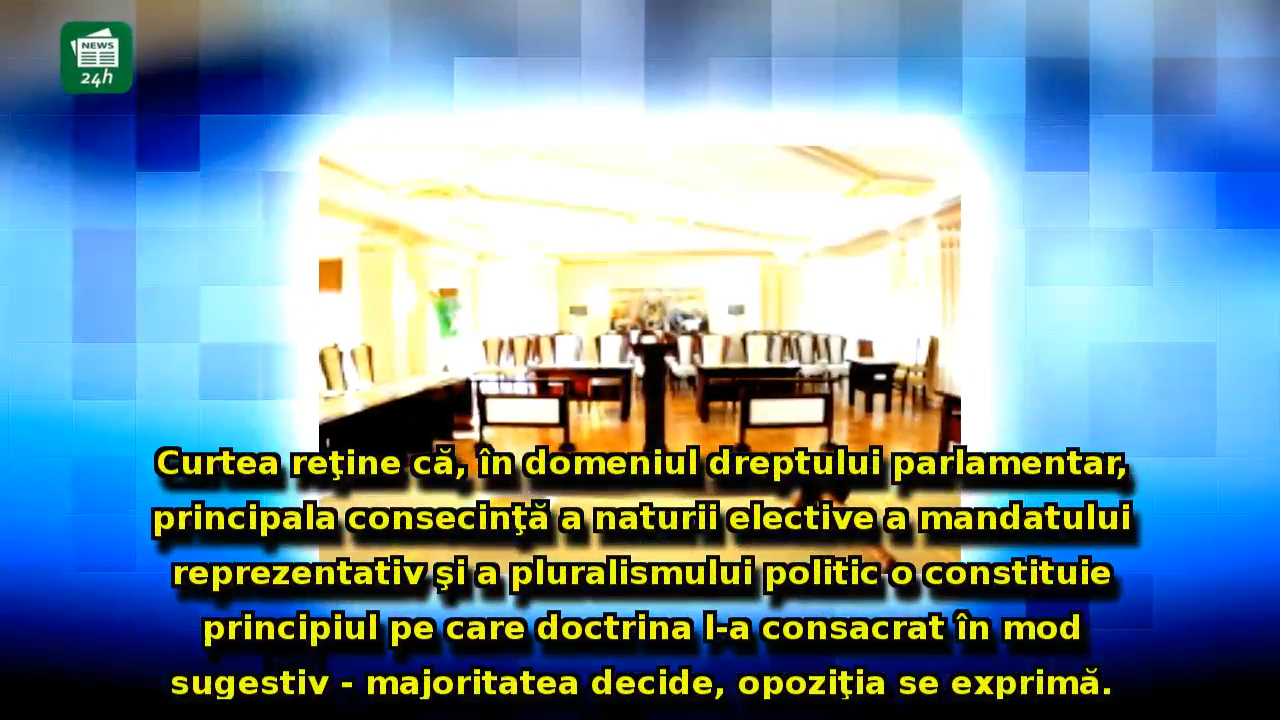 NEWS
24h
Curtea reţine că, în domeniul dreptului parlamentar,
principala consecinţă a naturii elective a mandatului
reprezentativ şi a pluralismului politic o constituie
principiul pe care doctrina l-a consacrat în mod
sugestiv - majoritatea decide, opoziţia se exprimă.